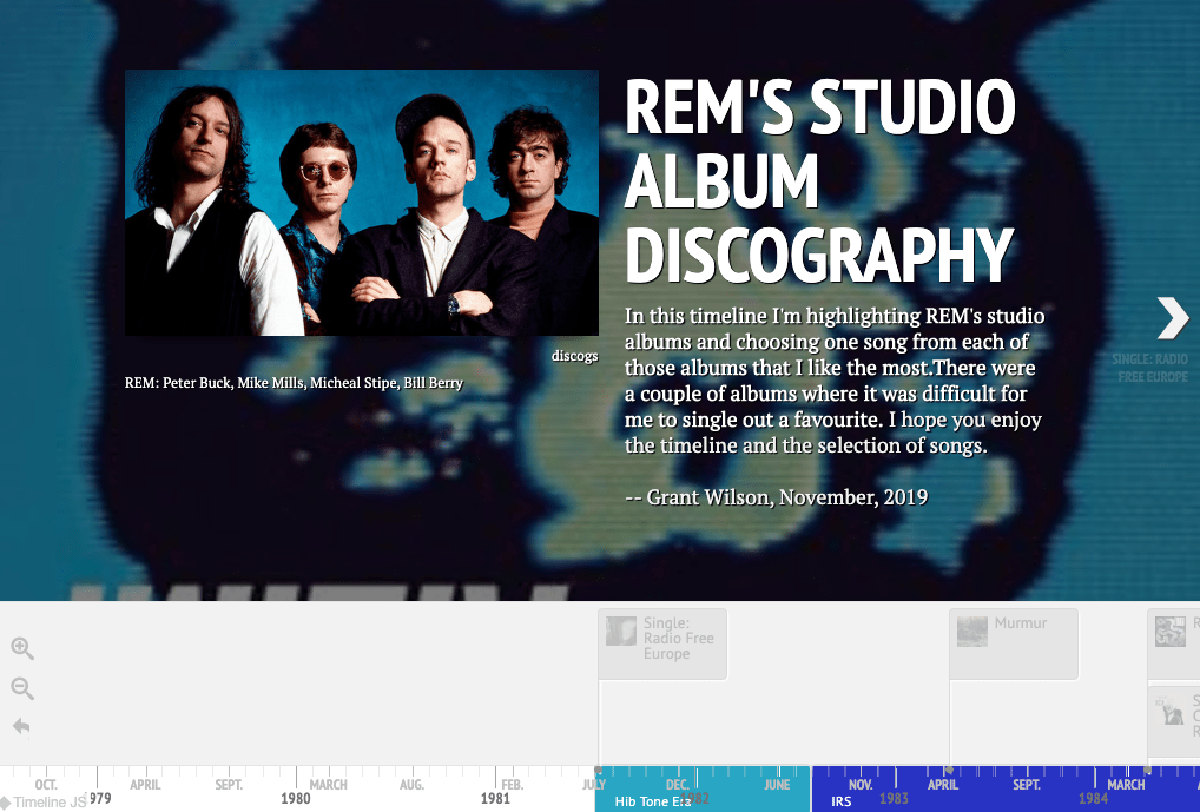 REM'S STUDIO
ALBUM
DISCOGRAPHY
In this timeline I'm highlighting REM's studio
albums and choosing one song from each of
those albums that I like the most.There were
a couple of albums where it was difficult for
me to single out a favourite. I hope you enjoy
the timeline and the selection of songs.
-- Grant Wilson, November, 2019
discogs
REM: Peter Buck, Mike Mills, Micheal Stipe, Bill Berry
SINGLE: RADIO
FREE EUROPE
Single:
Radio Free
Europe
Murmur
R
S
C
R
OCT. APRIL SEPT. MARCH AUG. FEB. JULY DEC. JUNE NOV. APRIL SEPT. MARCH
979 1980 1981 1982 1983 1984
Timeline JS Hib Tone Era IRS